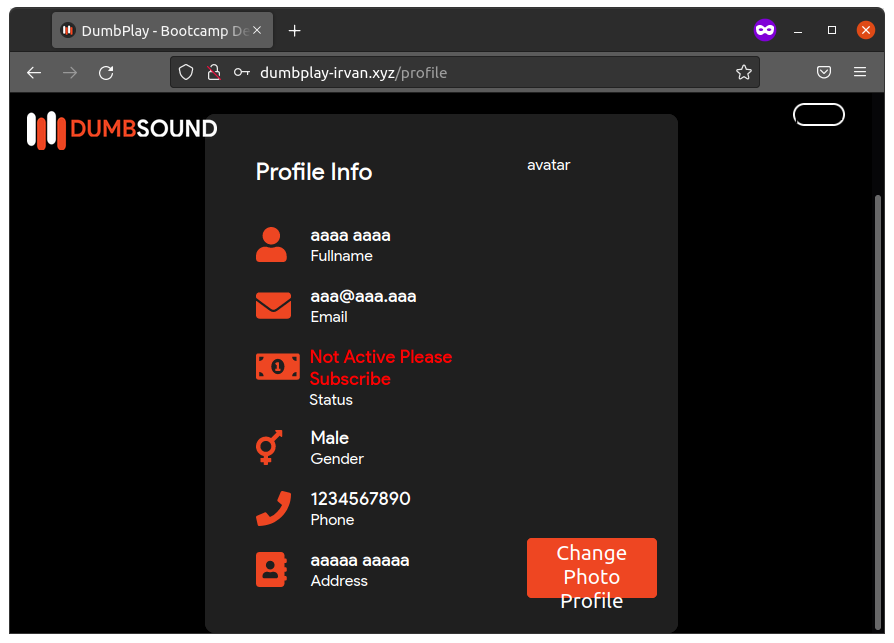 DumbPlay - Bootcamp De
dumbplay-irvan.xyz/profile
DUMBSOUND
Profile Info
avatar
aaaa aaaa
Fullname
aaa@aaa.aaa
Email
1
Not Active Please
Subscribe
Status
Male
Gender
1234567890
Phone
aaaaa aaaaa
Address
Change
Photo
Profile